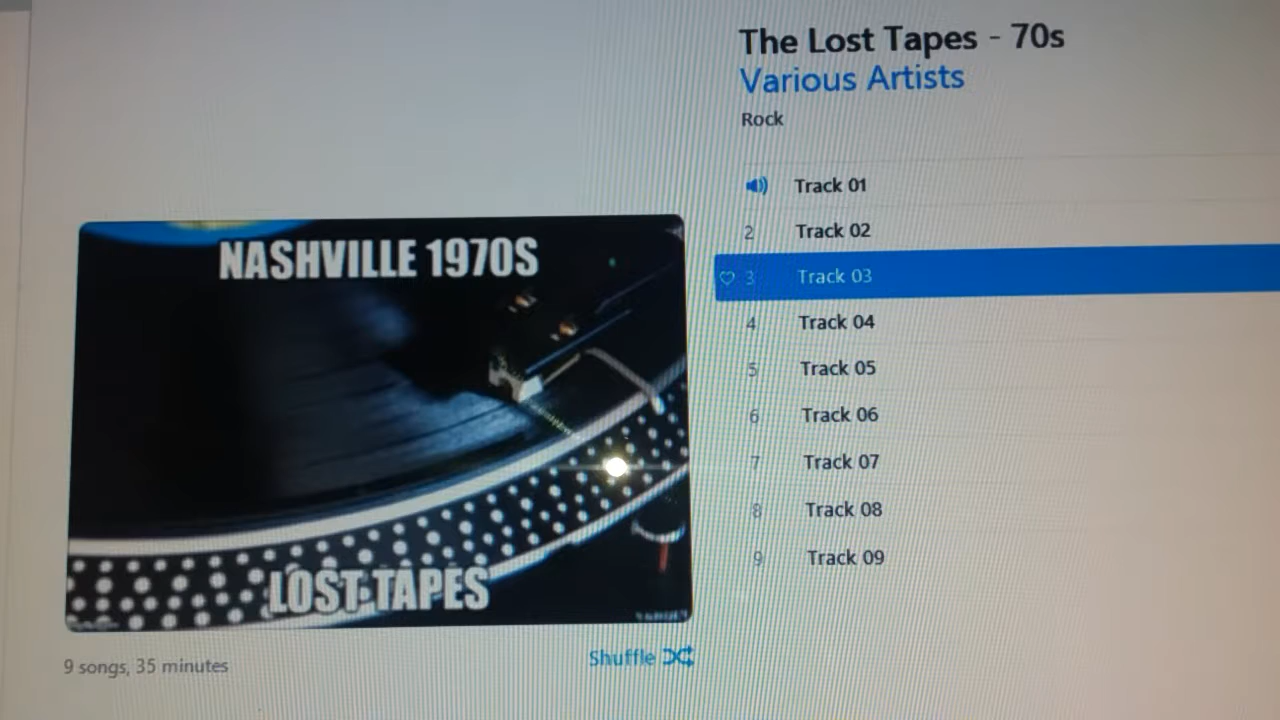 The Lost Tapes - 70s
Various Artists
Rock
Track 01
2 Track 02
3 Track 03
4 Track 04
5 Track 05
6 Track 06
7 Track 07
8 Track 08
9 Track 09
NASHVILLE 1970S
LOST TAPES
9 songs, 35 minutes
Shuffle